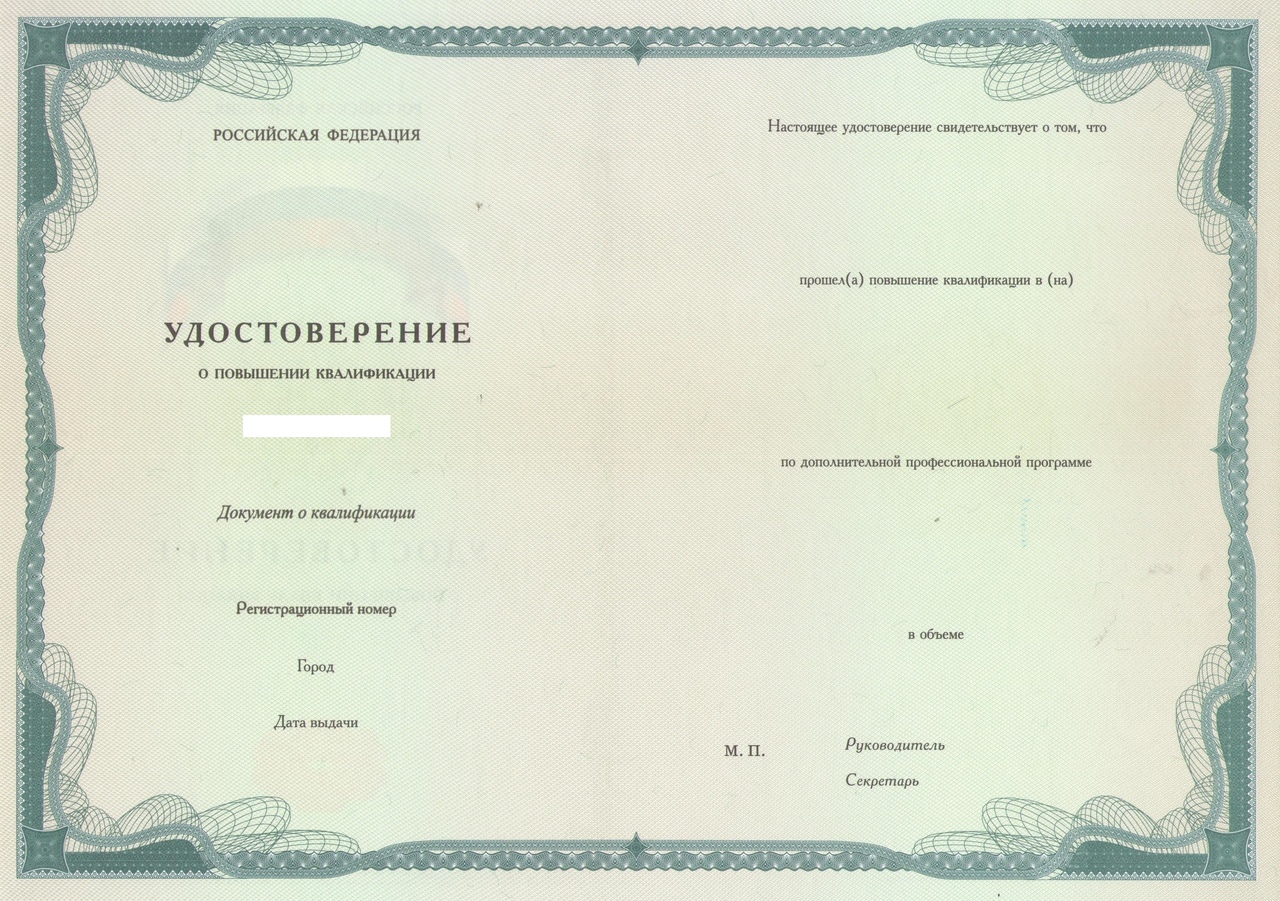 РОССИЙСКАЯ ФЕДЕРАЦИЯ
УДОСТОВЕРЕНИЕ
О ПОВЫШЕНИИ КВАЛИФИКАЦИИ
Документ о квалификации
Регистрационный номер
Город
Дата выдачи
Настоящее удостоверение свидетельствует о том, что
прошел(а) повышение квалификации в (на)
по дополнительной профессиональной программе
в объеме
М. П.
Руководитель
Секретарь